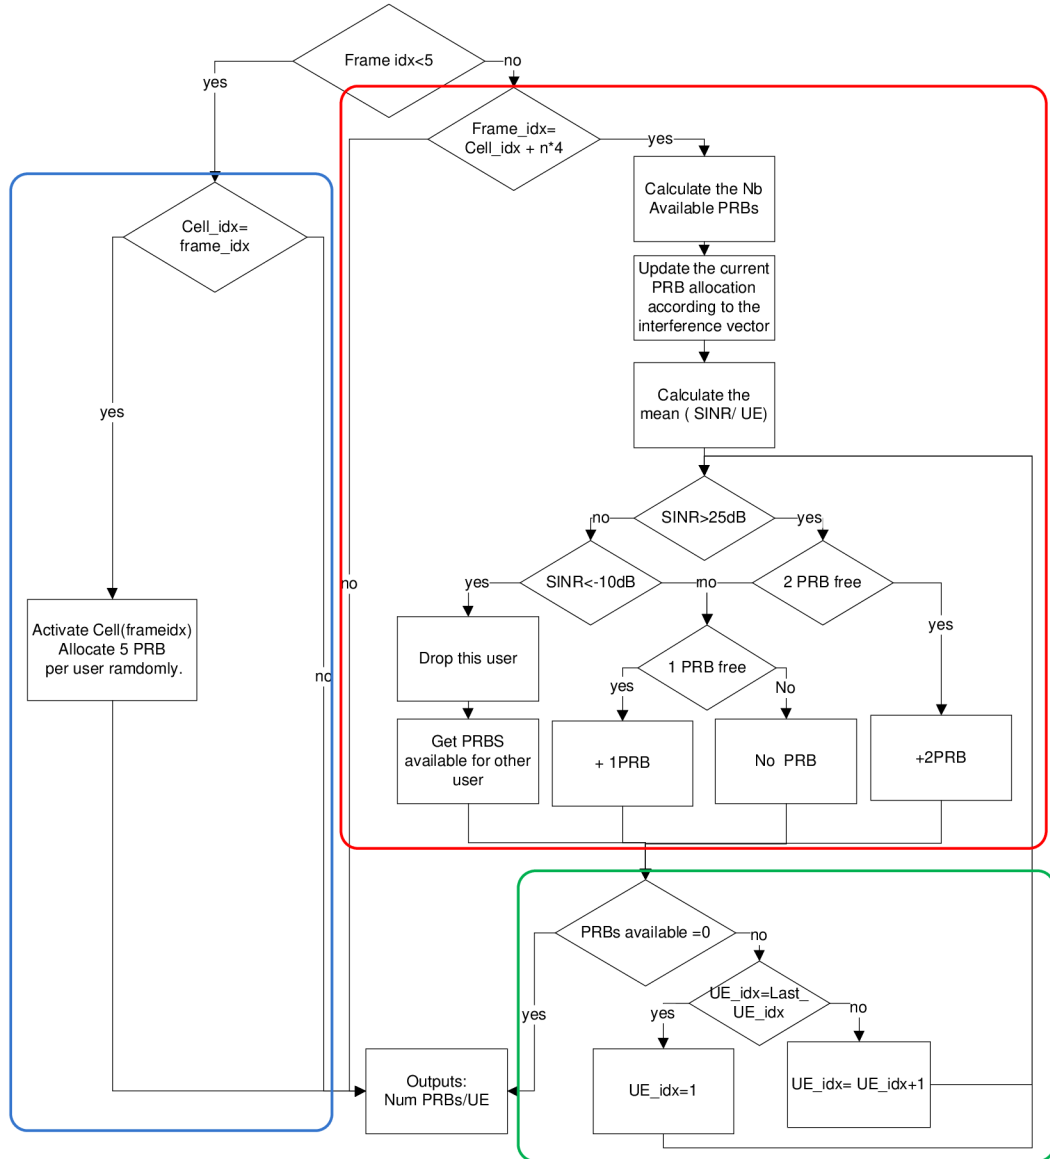 Frame idx<5
no
yes
Frame_idx=
Cell_idx + n*4
yes
Calculate the Nb
Available PRBs
Cell_idx=
frame_idx
Update the current
PRB allocation
according to the
interference vector
Calculate the
mean ( SINR/ UE)
yes
SINR>25dB
no
yes
SINR<-10dB
2 PRB free
yes
no
no
yes
Activate Cell(frameidx)
Allocate 5 PRB
per user ramdomly.
Drop this user
1 PRB free
yes
No
no
Get PRBS
available for other
user
+ 1PRB
No PRB
+2PRB
PRBs available =0
no
yes
UE_idx=Last_
UE_idx
yes
no
Outputs:
Num PRBs/UE
UE_idx=1
UE_idx= UE_idx+1